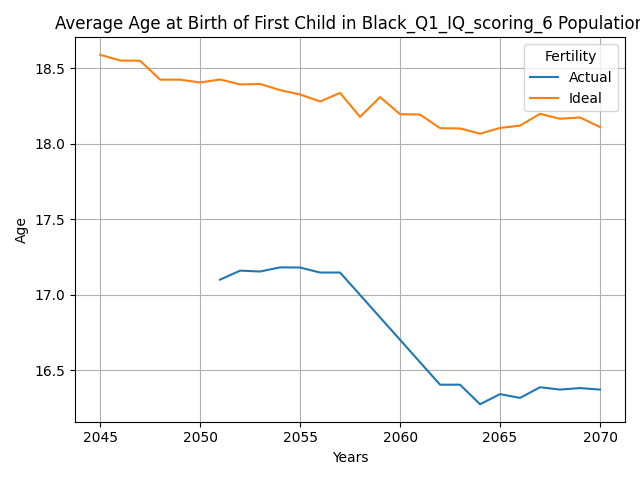 Average Age at Birth of First Child in Black_Q1_IQ_scoring_6 Population
Fertility
Actual
Ideal
18.5
18.0
17.5
17.0
16.5
Age
2045 2050 2055 2060 2065 2070
Years